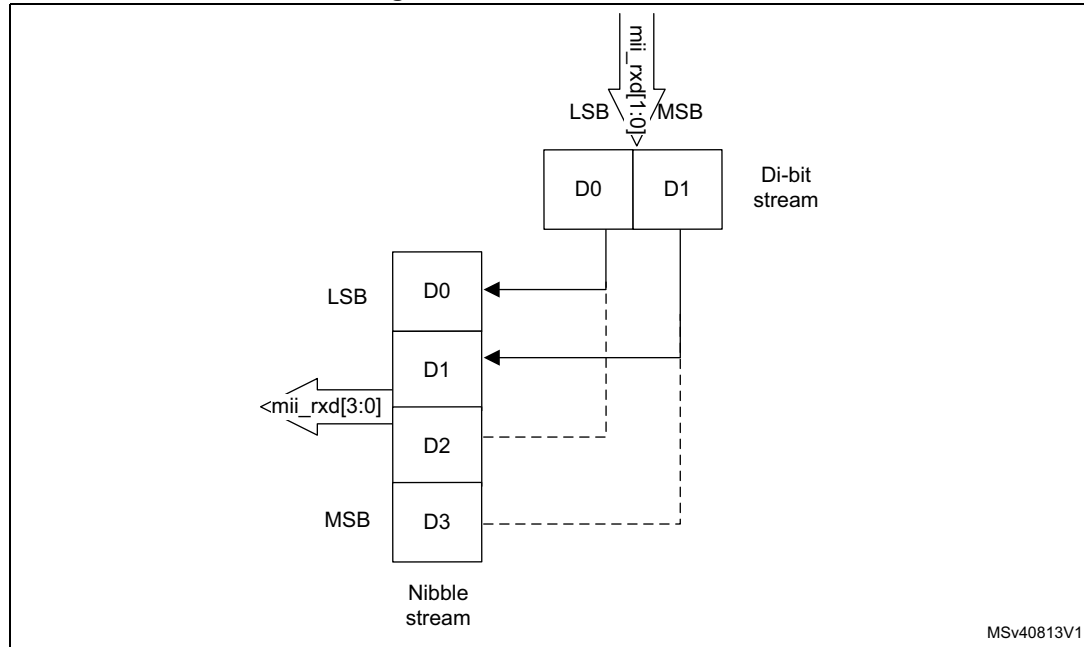 mii_rxd[1:0]
LSB MSB
D0 D1 Di-bit
stream
LSB D0
D1
<mii_rxd[3:0]
D2
MSB D3
Nibble
stream
MSv40813V1